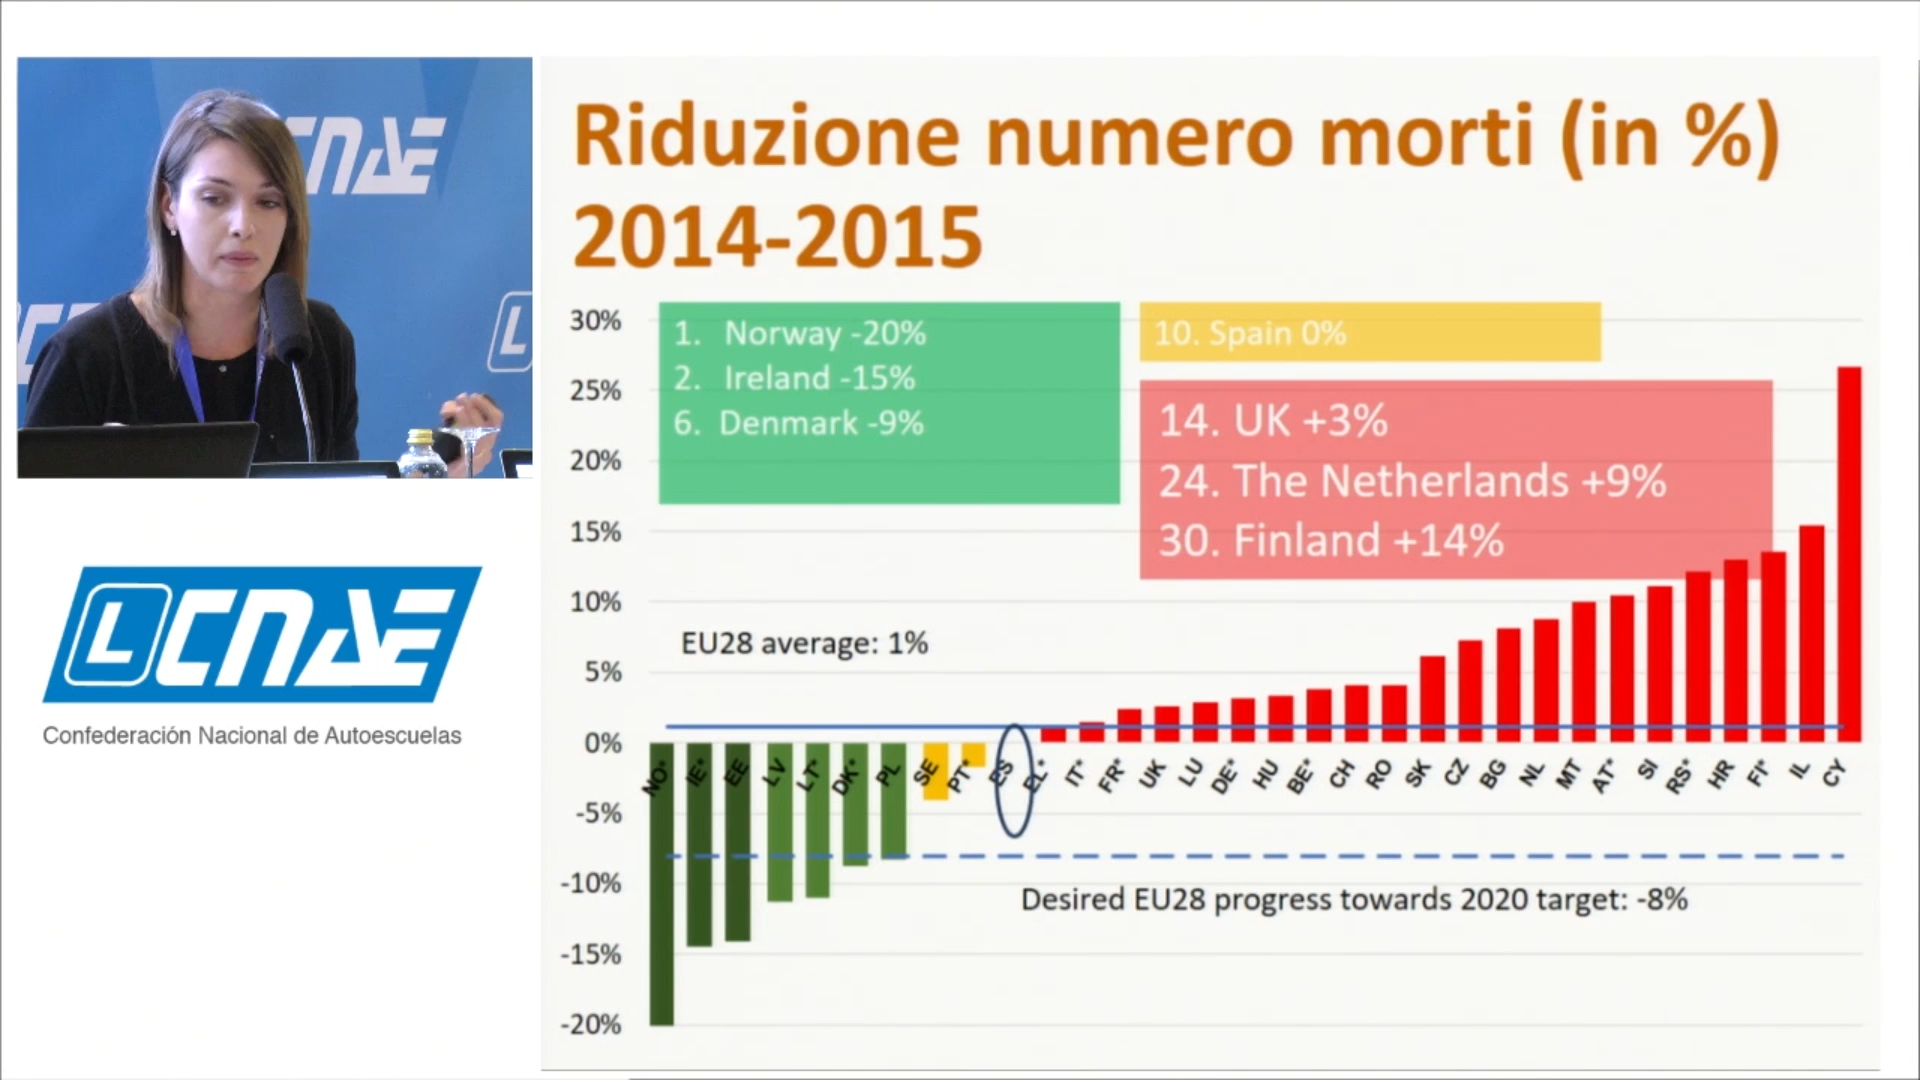 CNAE
L
L CNAE
Confederación Nacional de Autoescuelas
Riduzione numero morti (in %)
2014-2015
1. Norway -20%
2. Ireland -15%
6. Denmark -9%
10. Spain 0%
14. UK +3%
24. The Netherlands +9%
30. Finland +14%
30%
25%
20%
15%
10%
5%
0%
-5%
-10%
-15%
-20%
EU28 average: 1%
NO* IE* EE LV LT* DK* PL SE PT* ES EL* IT* FR* UK LU DE* HU BE* CH RO SK CZ BG NL MT AT* SI RS* HR FI* IL CY
Desired EU28 progress towards 2020 target: -8%